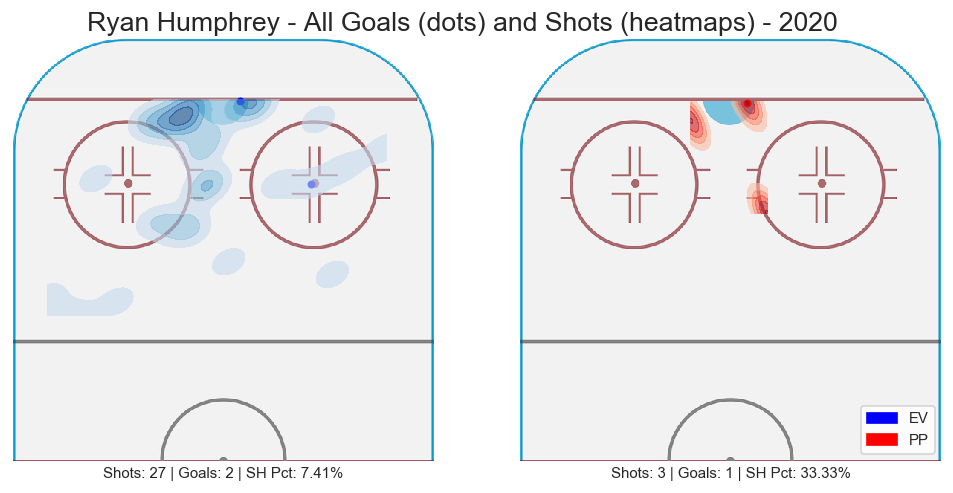 Ryan Humphrey - All Goals (dots) and Shots (heatmaps) - 2020
EV
PP
Shots: 27 | Goals: 2 | SH Pct: 7.41%
Shots: 3 | Goals: 1 | SH Pct: 33.33%